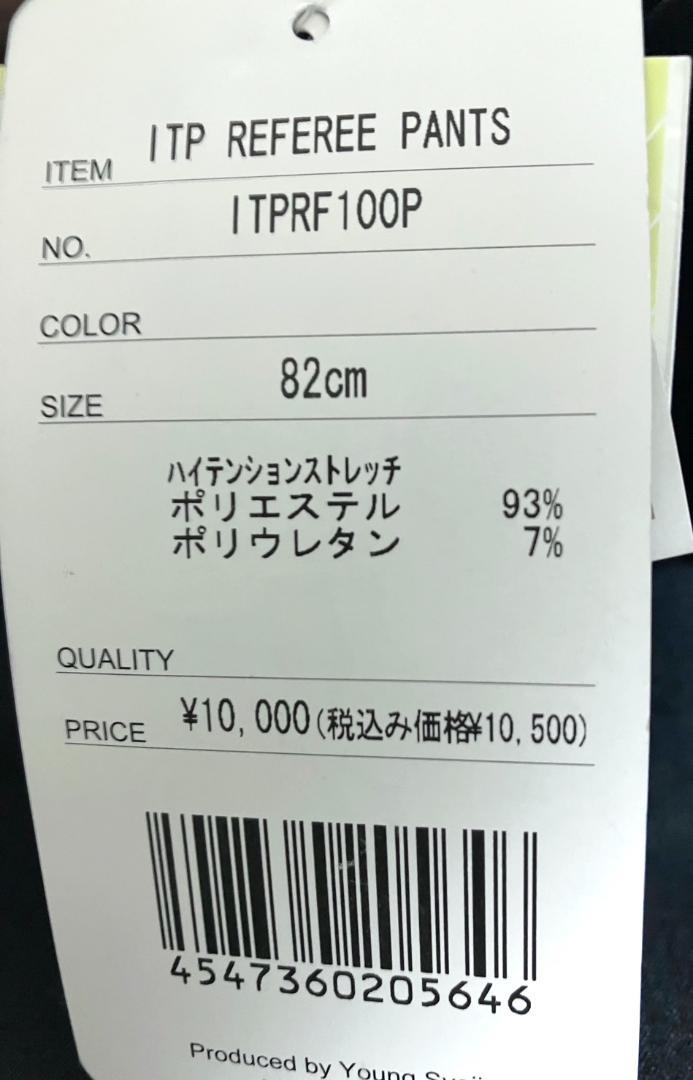 ITEM ITP REFEREE PANTS
NO. ITPRF100P
COLOR
SIZE 82cm
ハイテンションストレッチ
ポリエステル 93%
ポリウレタン 7%
QUALITY
PRICE ¥10,000(税込み価格¥10,500)
4547360205646
Produced by Young